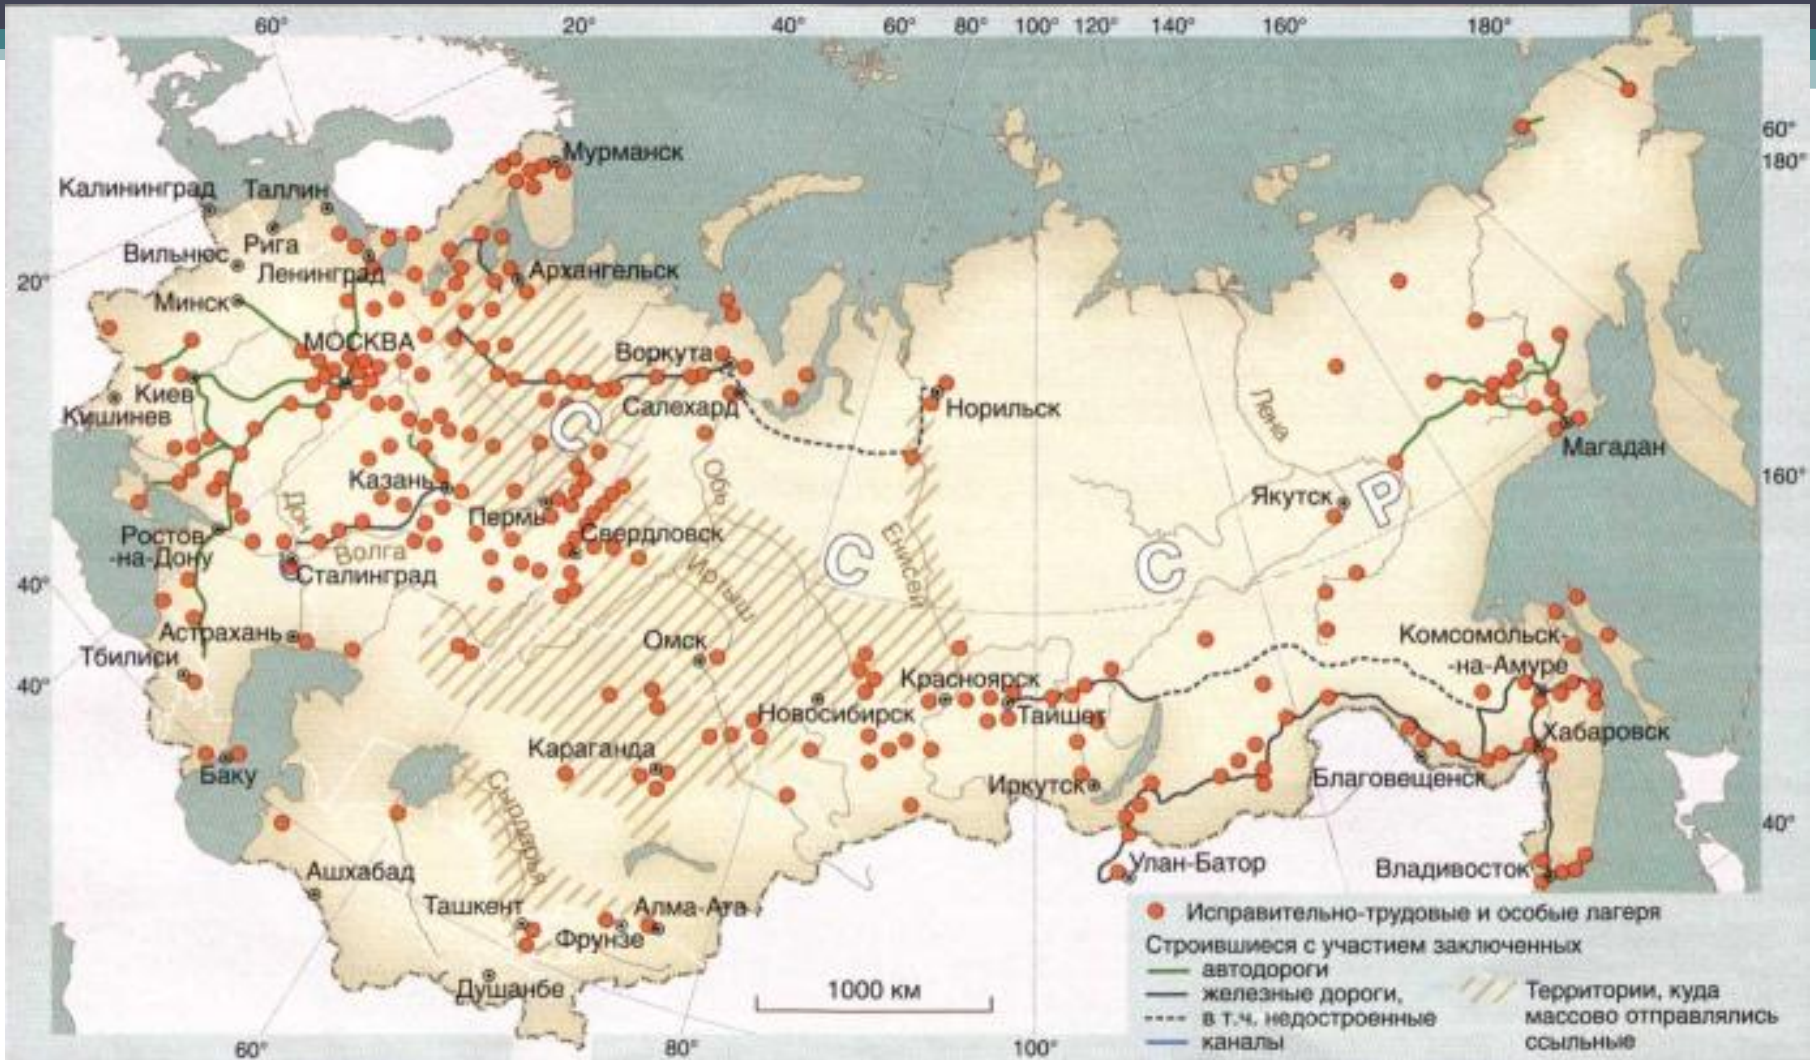 60° 20° 40° 60° 80° 100° 120° 140° 160° 180°
60°
180°
Мурманск
Калининград Таллин
Рига
Вильнюс
Ленинград
Архангельск
20°
Минск
МОСКВА
Воркута
Киев
Салехард
Норильск
Кишинев
Лена
Магадан
С
Обь
160°
Казань
Якутск
Р
Дон
Пермь
Ростов
-на-Дону
Волга
Свердловск
Енисей
С
С
Сталинград
Иртыш
40°
Астрахань
Омск
Комсомольск-
-на-Амуре
Тбилиси
40°
Красноярск
Новосибирск
Тайшет
Хабаровск
Караганда
Баку
Иркутск
Благовещенск
Сырдарья
40°
Ашхабад
Улан-Батор
Владивосток
Ташкент
Алма-Ата
Фрунзе
Душанбе
1000 км
Исправительно-трудовые и особые лагеря
Строившиеся с участием заключенных
автодороги
железные дороги,
в т.ч. недостроенные
каналы
Территории, куда
массово отправлялись
ссыльные
60° 80° 100°